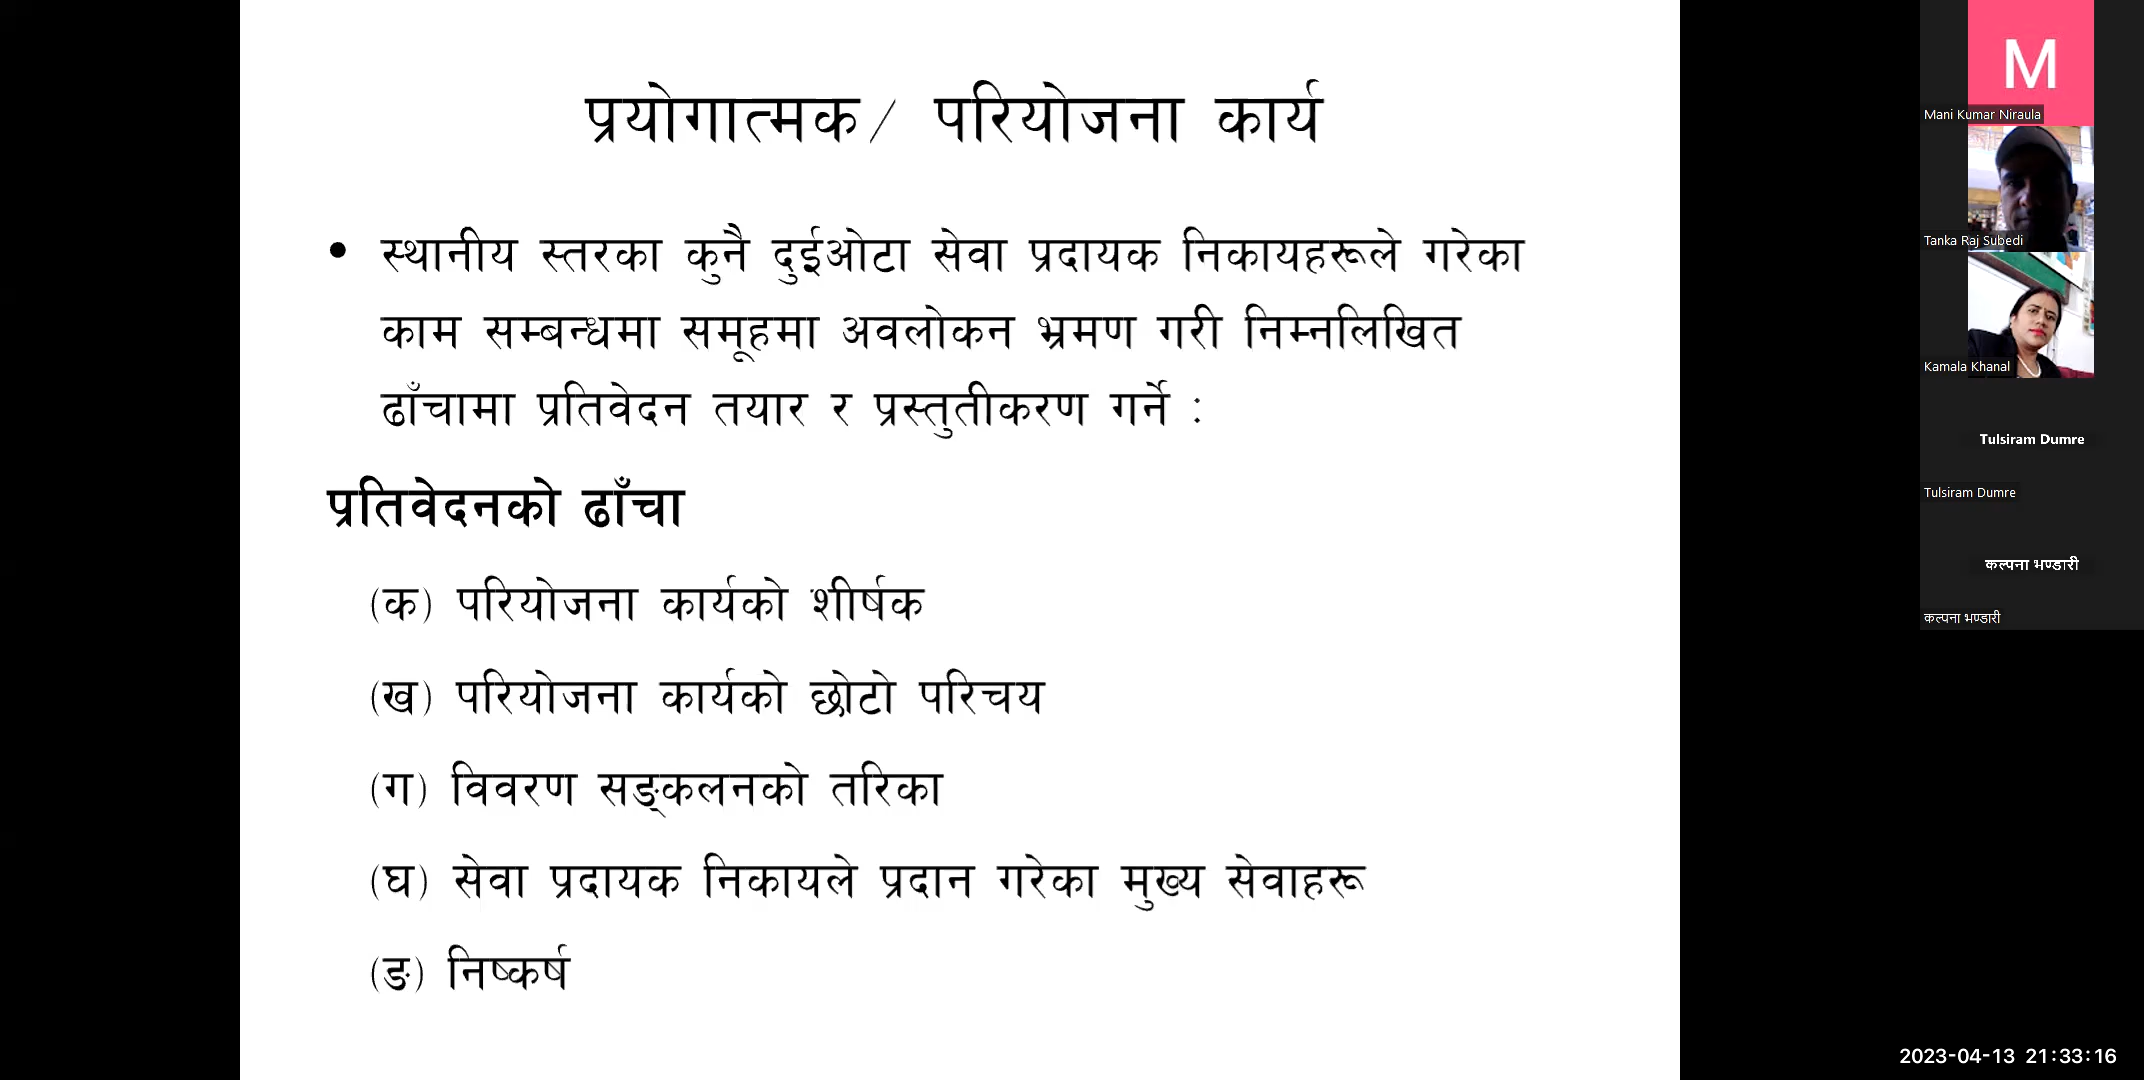 प्रयोगात्मक/ परियोजना कार्य
• स्थानीय स्तरका कुनै दुईओटा सेवा प्रदायक निकायहरूले गरेका
काम सम्बन्धमा समूहमा अवलोकन भ्रमण गरी निम्नलिखित
ढाँचामा प्रतिवेदन तयार र प्रस्तुतीकरण गर्ने :
प्रतिवेदनको ढाँचा
(क) परियोजना कार्यको शीर्षक
(ख) परियोजना कार्यको छोटो परिचय
(ग) विवरण सङ्कलनको तरिका
(घ) सेवा प्रदायक निकायले प्रदान गरेका मुख्य सेवाहरू
(ङ) निष्कर्ष
M
Mani Kumar Niraula
Tanka Raj Subedi
Kamala Khanal
Tulsiram Dumre
Tulsiram Dumre
कल्पना भण्डारी
कल्पना भण्डारी
2023-04-13 21:33:16